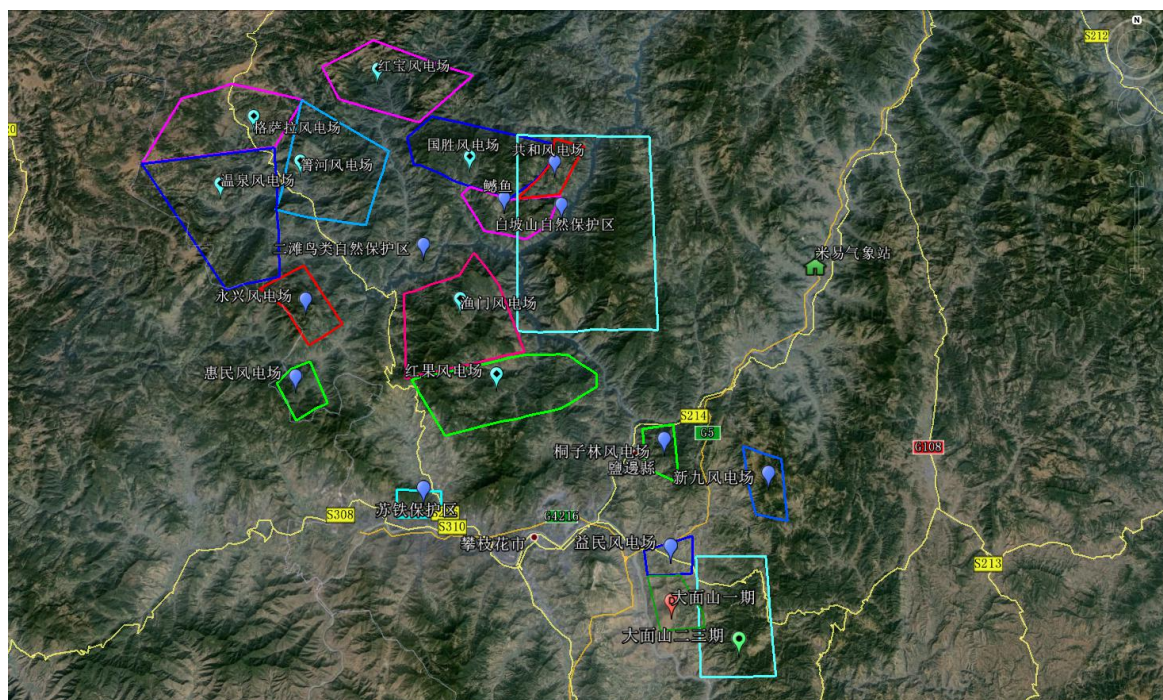 N
S212
红宝风电场
格萨拉风电场
国胜风电场
共和风电场
箐河风电场
温泉风电场
鳡鱼
白坡山自然保护区
二滩鸟类自然保护区
米易气象站
永兴风电场
渔门风电场
惠民风电场
红果风电场
S214
G5
G108
桐子林风电场
鹽邊縣
新九风电场
苏铁保护区
S308
S310
G4216
攀枝花市
益民风电场
S213
大面山一期
大面山二三期